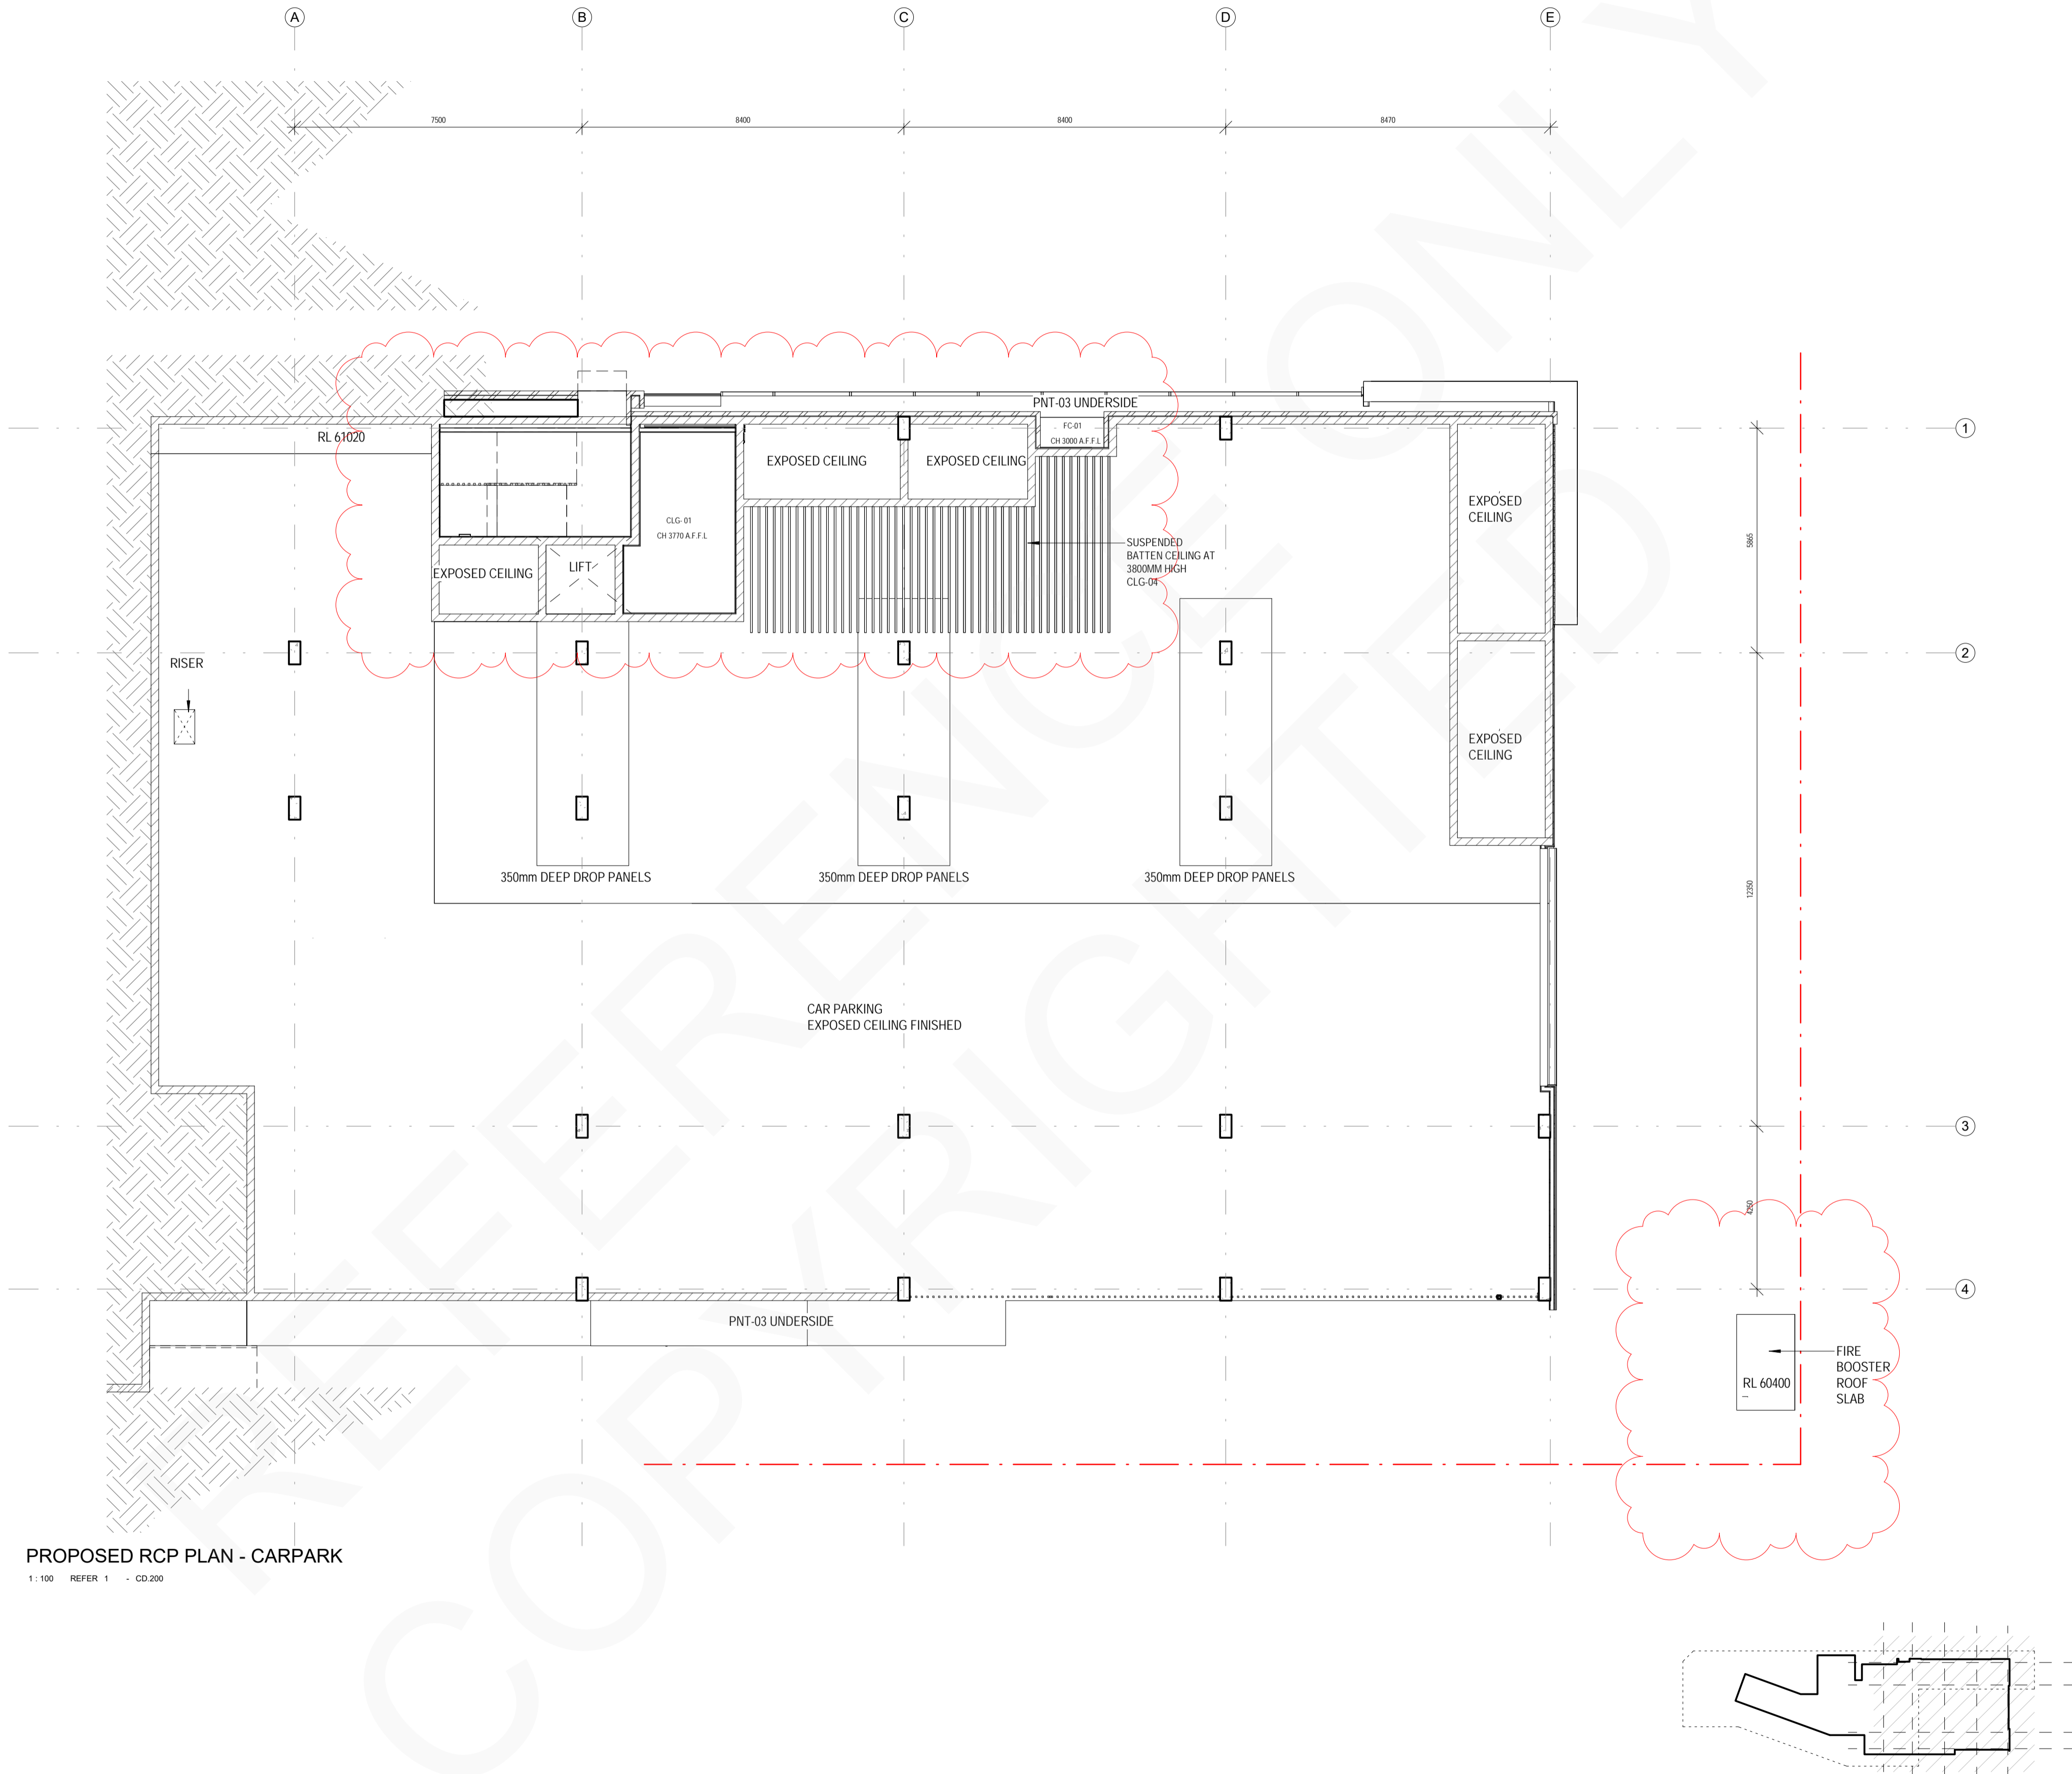 A
B
C
D
E
7500
8400
8400
8470
PNT-03 UNDERSIDE
1
RL 61020
FC-01
CH 3000 A.F.F.L
EXPOSED CEILING
EXPOSED CEILING
EXPOSED
CEILING
CLG- 01
CH 3770 A.F.F.L
SUSPENDED
BATTEN CEILING AT
3800MM HIGH
CLG-04
5865
EXPOSED CEILING
LIFT
2
RISER
EXPOSED
CEILING
350mm DEEP DROP PANELS
350mm DEEP DROP PANELS
350mm DEEP DROP PANELS
12350
CAR PARKING
EXPOSED CEILING FINISHED
3
4250
4
PNT-03 UNDERSIDE
FIRE
BOOSTER
ROOF
SLAB
RL 60400
PROPOSED RCP PLAN - CARPARK
1 : 100 REFER 1 - CD.200
REFERENCE ONLY
COPYRIGHTED